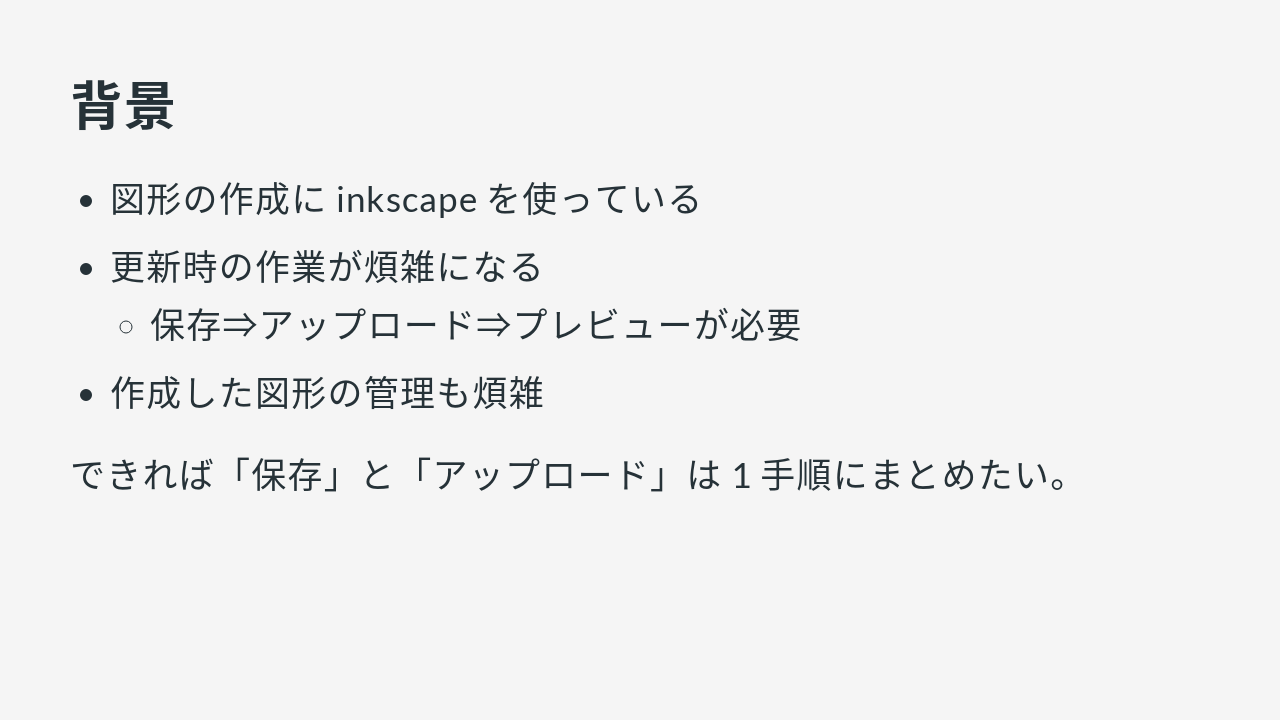 背景
図形の作成に inkscape を使っている
更新時の作業が煩雑になる
保存⇒アップロード⇒プレビューが必要
作成した図形の管理も煩雑
できれば「保存」と「アップロード」は 1 手順にまとめたい。